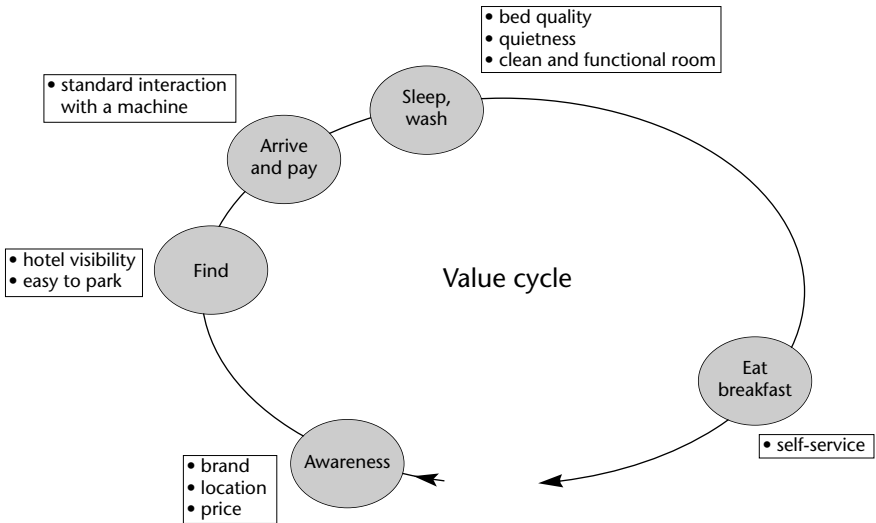 • bed quality
• quietness
• clean and functional room
• standard interaction
with a machine
Sleep,
wash
Arrive
and pay
• hotel visibility
• easy to park
Find
Value cycle
Eat
breakfast
• self-service
Awareness
• brand
• location
• price